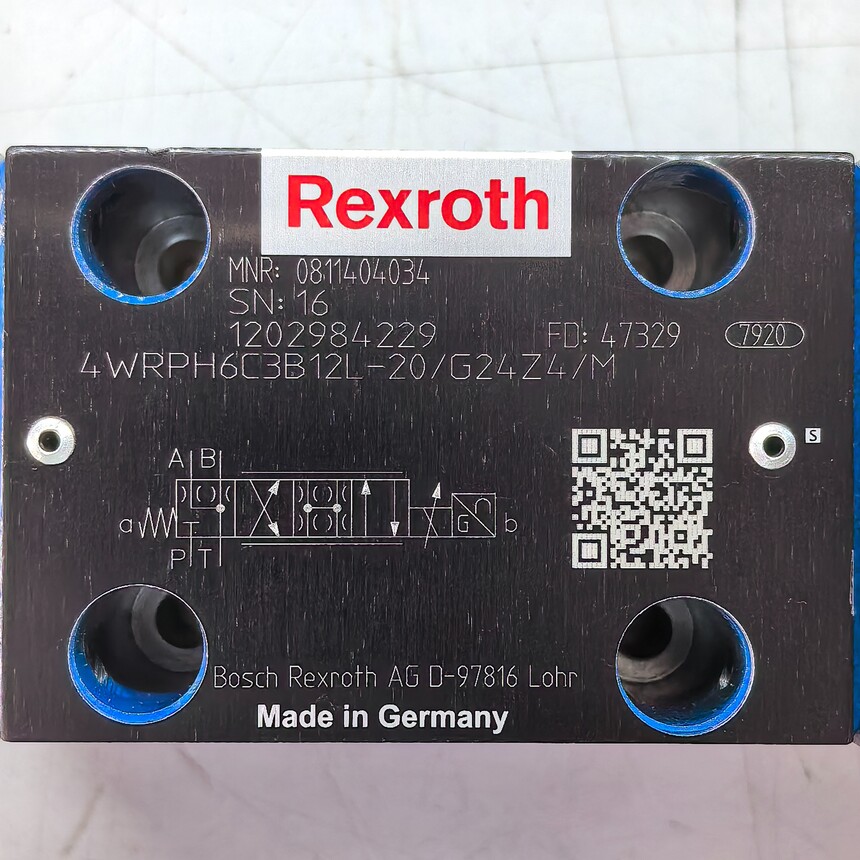 Rexroth
MNR: 0811404034
SN: 16
1202984229 FD: 47329 7920
4WRPH6C3B12L-20/G24Z4/M
S
A B
a T G b
P T
Bosch Rexroth AG D-97816 Lohr
Made in Germany